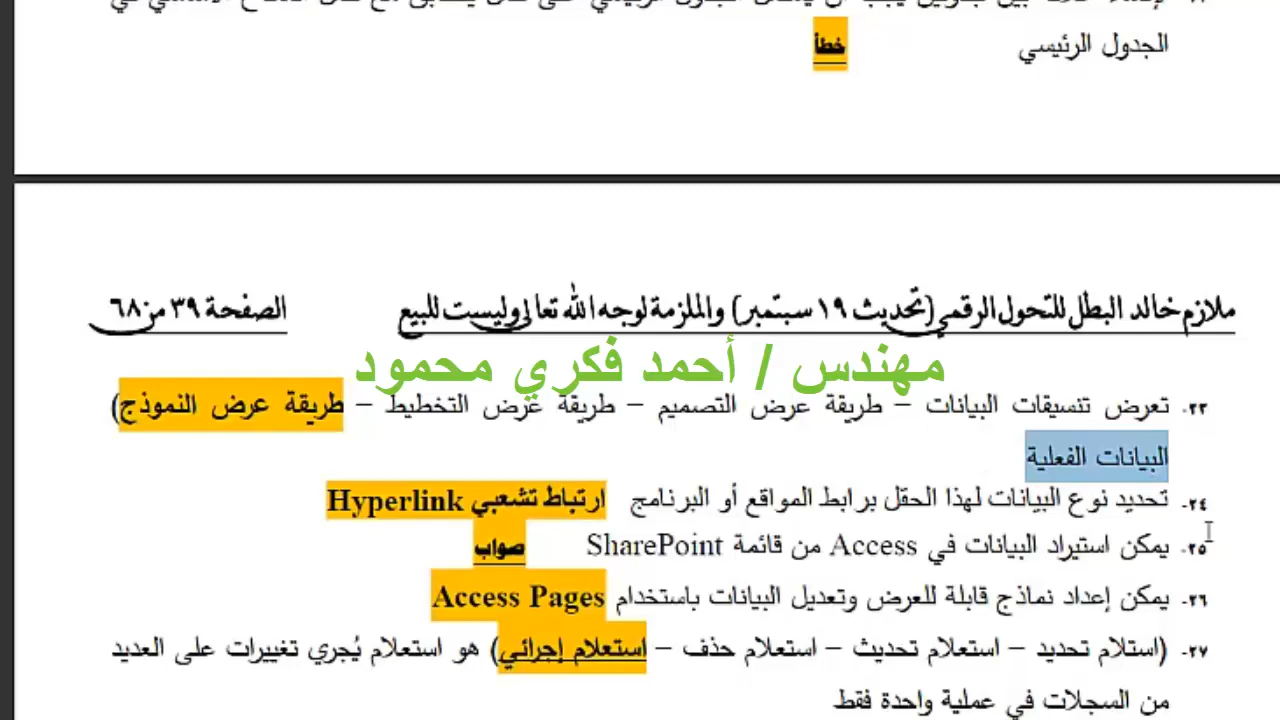 الجدول الرئيسي خطأ
ملازم خالد البطل للتحول الرقمي (تحديث ١٩ سبتمبر) والملزمة لوجه الله تعالى وليست للبيع الصفحة ٣٩ من ٦٨
مهندس / أحمد فكري محمود
٢٣- تعرض تنسيقات البيانات – طريقة عرض التصميم – طريقة عرض التخطيط – طريقة عرض النموذج)
البيانات الفعلية
٢٤- تحديد نوع البيانات لهذا الحقل برابط المواقع أو البرنامج ارتباط تشعبي Hyperlink
٢٥- يمكن استيراد البيانات في Access من قائمة SharePoint صواب
٢٦- يمكن إعداد نماذج قابلة للعرض وتعديل البيانات باستخدام Access Pages
٢٧- (استلام تحديد – استعلام تحديث – استعلام حذف – استعلام إجرائي) هو استعلام يُجري تغييرات على العديد
من السجلات في عملية واحدة فقط